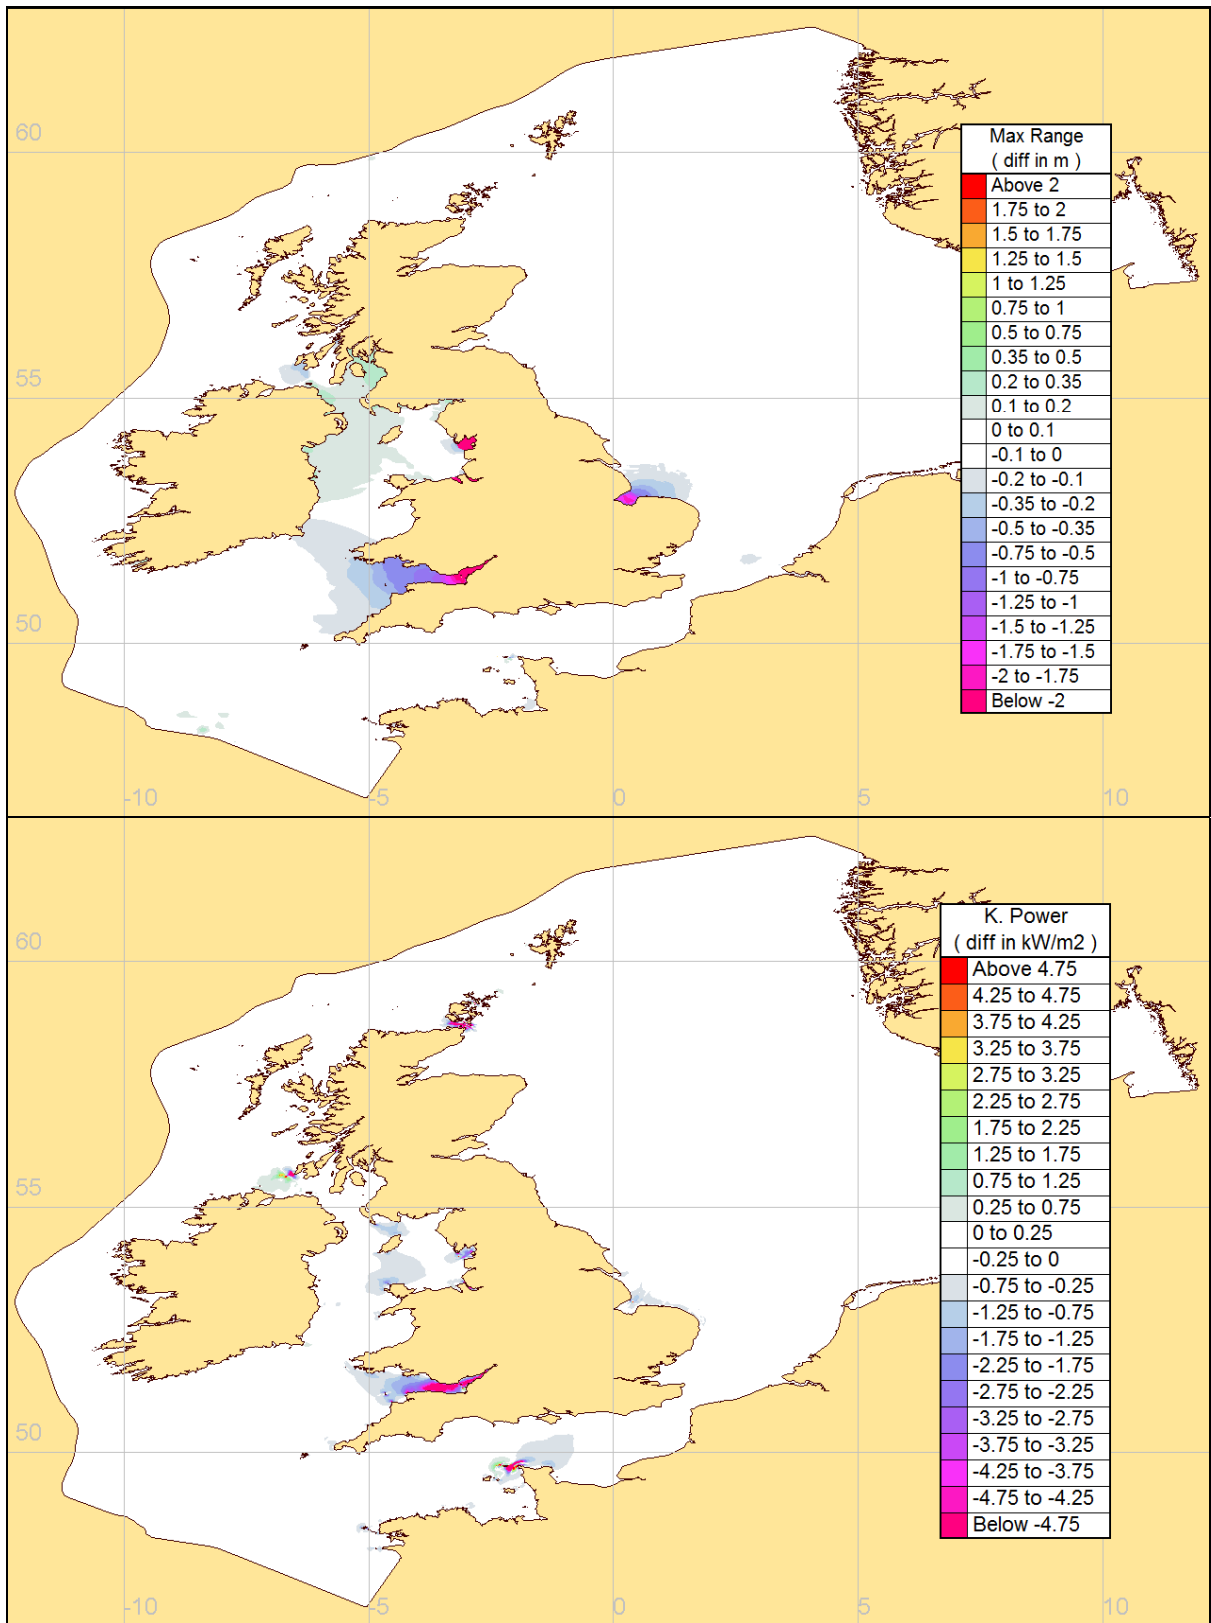 60
55
50
-10
-5
0
5
10
Max Range
( diff in m )
Above 2
1.75 to 2
1.5 to 1.75
1.25 to 1.5
1 to 1.25
0.75 to 1
0.5 to 0.75
0.35 to 0.5
0.2 to 0.35
0.1 to 0.2
0 to 0.1
-0.1 to 0
-0.2 to -0.1
-0.35 to -0.2
-0.5 to -0.35
-0.75 to -0.5
-1 to -0.75
-1.25 to -1
-1.5 to -1.25
-1.75 to -1.5
-2 to -1.75
Below -2
60
55
50
-10
-5
0
5
10
K. Power
( diff in kW/m2 )
Above 4.75
4.25 to 4.75
3.75 to 4.25
3.25 to 3.75
2.75 to 3.25
2.25 to 2.75
1.75 to 2.25
1.25 to 1.75
0.75 to 1.25
0.25 to 0.75
0 to 0.25
-0.25 to 0
-0.75 to -0.25
-1.25 to -0.75
-1.75 to -1.25
-2.25 to -1.75
-2.75 to -2.25
-3.25 to -2.75
-3.75 to -3.25
-4.25 to -3.75
-4.75 to -4.25
Below -4.75